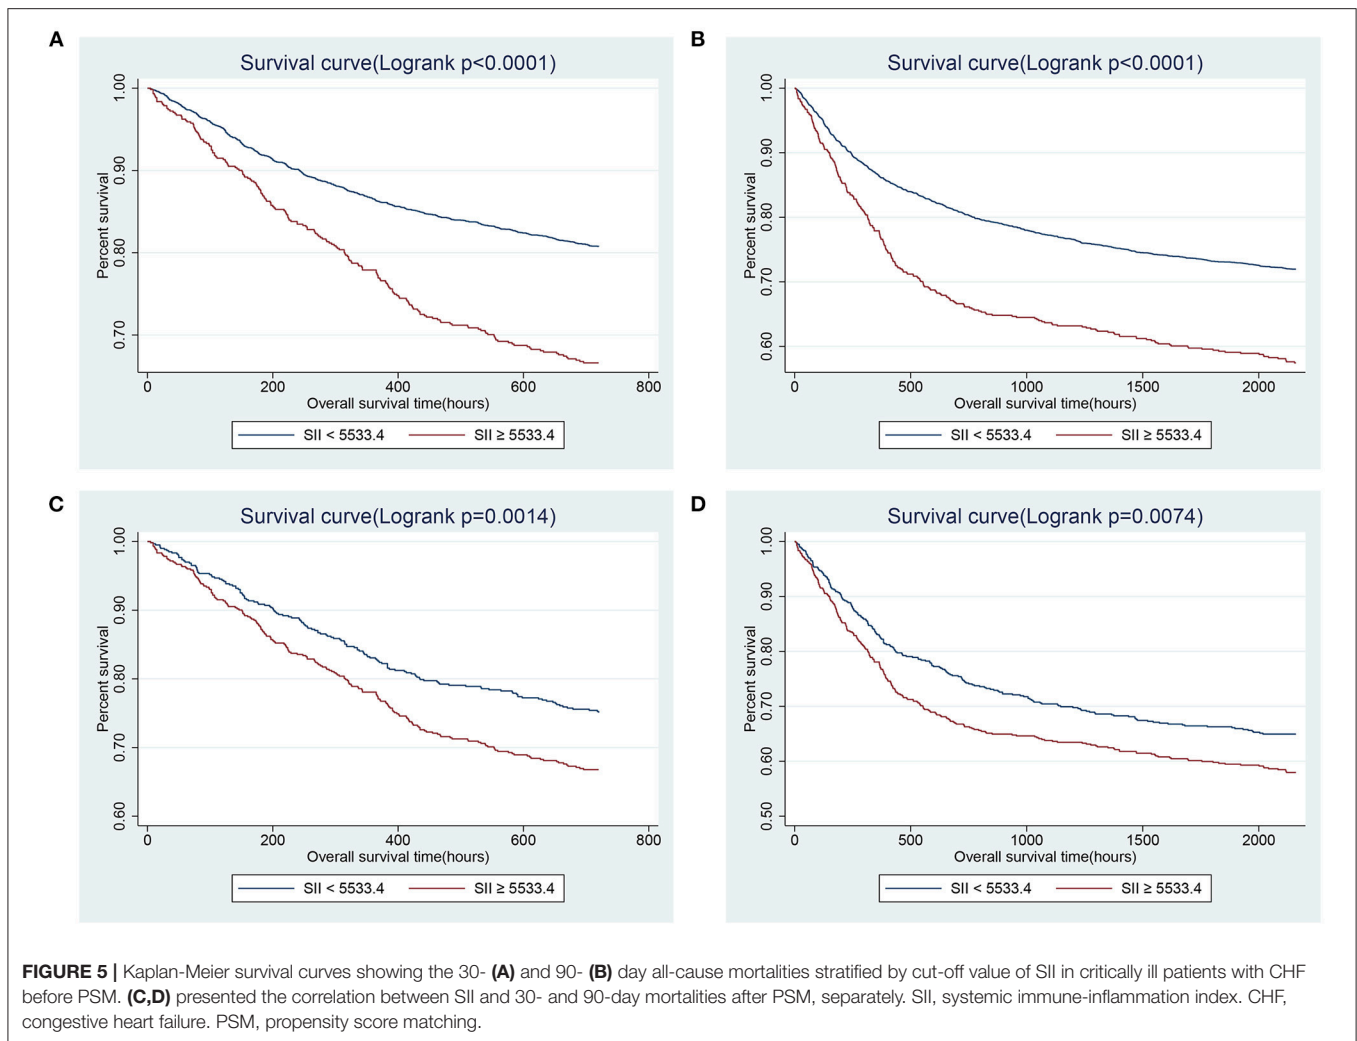 A
Survival curve(Logrank p<0.0001)
Percent survival
1.00
0.90
0.80
0.70
0 200 400 600 800
Overall survival time(hours)
SII < 5533.4 SII ≥ 5533.4
B
Survival curve(Logrank p<0.0001)
Percent survival
1.00
0.90
0.80
0.70
0.60
0 500 1000 1500 2000
Overall survival time(hours)
SII < 5533.4 SII ≥ 5533.4
C
Survival curve(Logrank p=0.0014)
Percent survival
1.00
0.90
0.80
0.70
0.60
0 200 400 600 800
Overall survival time(hours)
SII < 5533.4 SII ≥ 5533.4
D
Survival curve(Logrank p=0.0074)
Percent survival
1.00
0.90
0.80
0.70
0.60
0.50
0 500 1000 1500 2000
Overall survival time(hours)
SII < 5533.4 SII ≥ 5533.4
FIGURE 5 | Kaplan-Meier survival curves showing the 30- (A) and 90- (B) day all-cause mortalities stratified by cut-off value of SII in critically ill patients with CHF
before PSM. (C,D) presented the correlation between SII and 30- and 90-day mortalities after PSM, separately. SII, systemic immune-inflammation index. CHF,
congestive heart failure. PSM, propensity score matching.